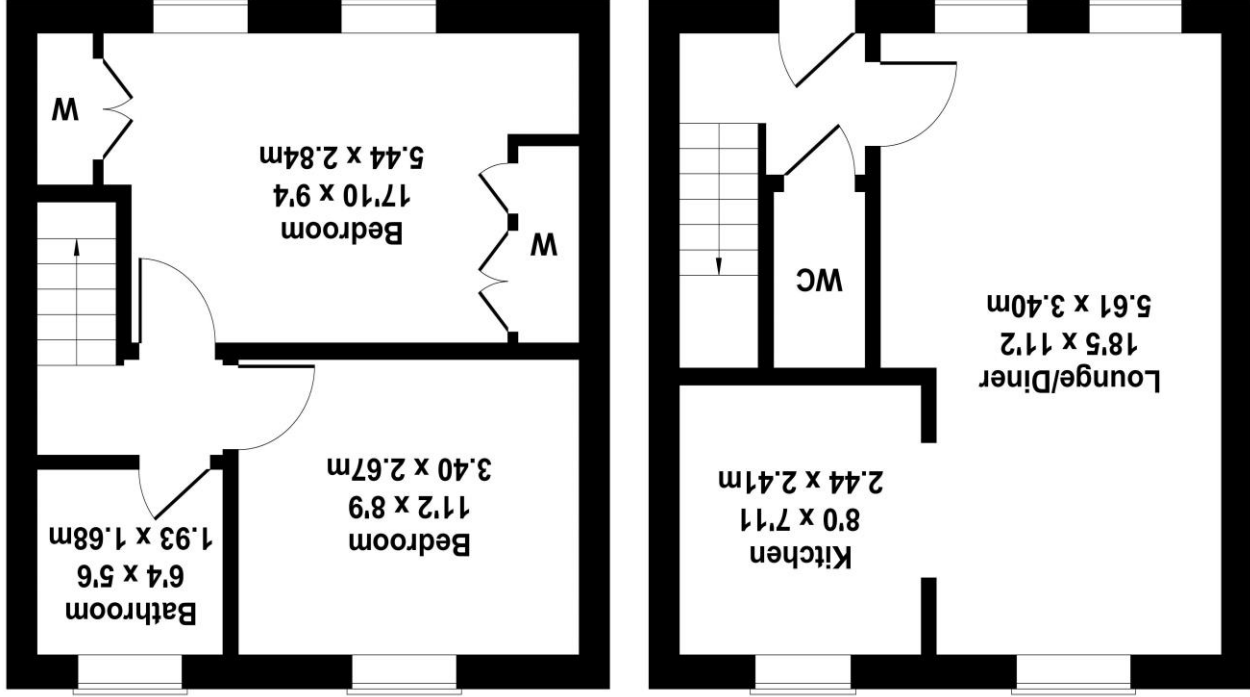 Kitchen
8'0 x 7'11
2.44 x 2.41m
Lounge/Diner
18'5 x 11'2
5.61 x 3.40m
WC
Bathroom
6'4 x 5'6
1.93 x 1.68m
Bedroom
11'2 x 8'9
3.40 x 2.67m
W
Bedroom
17'10 x 9'4
5.44 x 2.84m
W